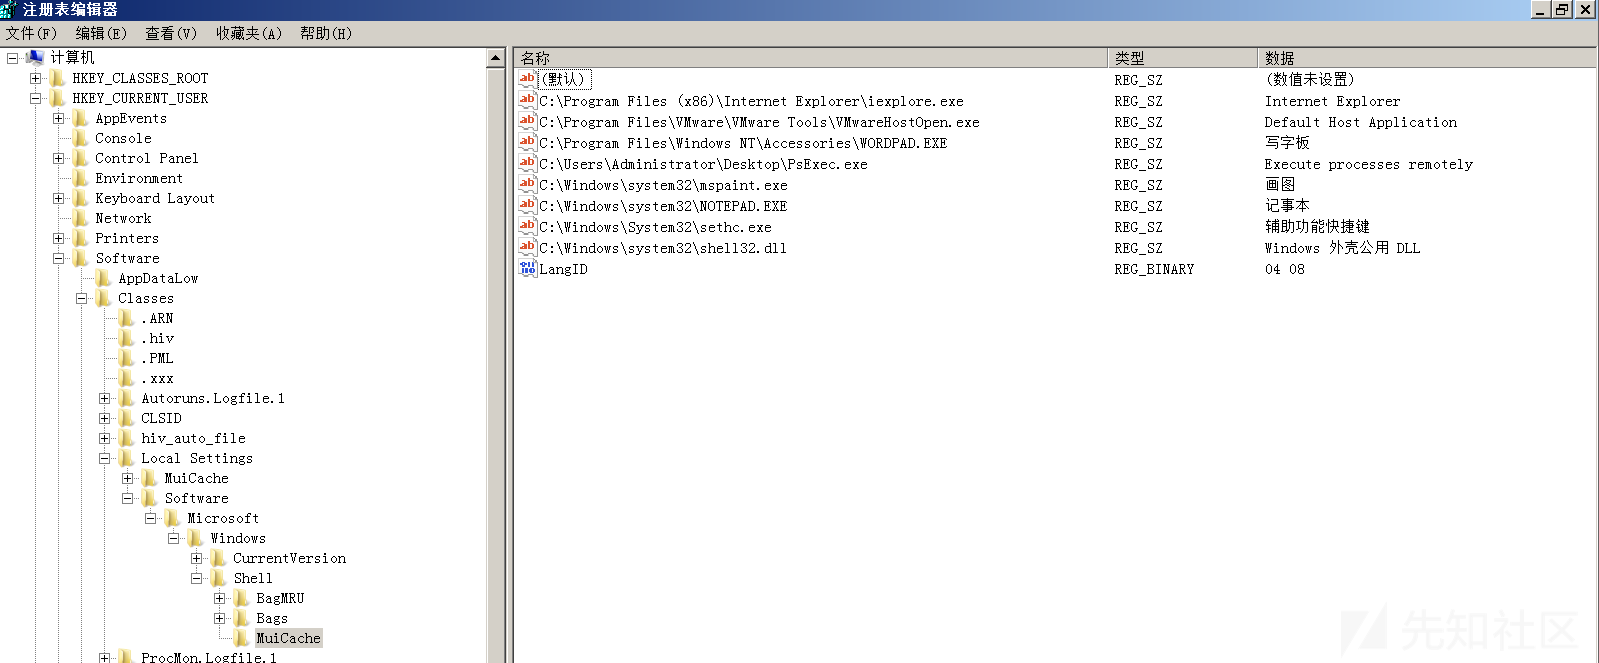 注册表编辑器
文件(F) 编辑(E) 查看(V) 收藏夹(A) 帮助(H)
计算机
HKEY_CLASSES_ROOT
HKEY_CURRENT_USER
AppEvents
Console
Control Panel
Environment
Keyboard Layout
Network
Printers
Software
AppDataLow
Classes
.ARN
.hiv
.PML
.xxx
Autoruns.Logfile.1
CLSID
hiv_auto_file
Local Settings
MuiCache
Software
Microsoft
Windows
CurrentVersion
Shell
BagMRU
Bags
MuiCache
ProcMon.Logfile.1
名称 类型 数据
(默认) REG_SZ (数值未设置)
C:\Program Files (x86)\Internet Explorer\iexplore.exe REG_SZ Internet Explorer
C:\Program Files\VMware\VMware Tools\VMwareHostOpen.exe REG_SZ Default Host Application
C:\Program Files\Windows NT\Accessories\WORDPAD.EXE REG_SZ 写字板
C:\Users\Administrator\Desktop\PsExec.exe REG_SZ Execute processes remotely
C:\Windows\system32\mspaint.exe REG_SZ 画图
C:\Windows\system32\NOTEPAD.EXE REG_SZ 记事本
C:\Windows\System32\sethc.exe REG_SZ 辅助功能快捷键
C:\Windows\system32\shell32.dll REG_SZ Windows 外壳公用 DLL
LangID REG_BINARY 04 08
先知社区